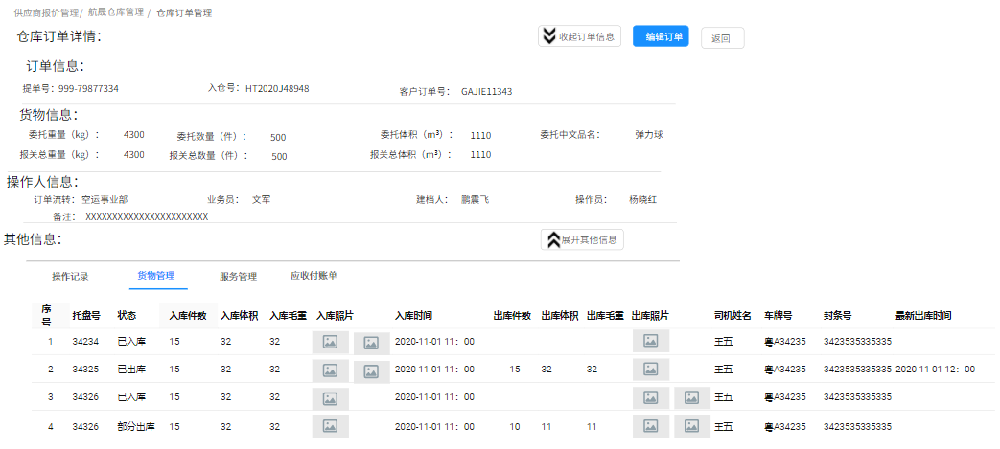 供应商报价管理/ 航晟仓库管理 / 仓库订单管理
仓库订单详情： 收起订单信息 编辑订单 返回
订单信息：
提单号：999-79877334 入仓号：HT2020J48948 客户订单号： GAJIE11343
货物信息：
委托重量（kg）： 4300 委托数量（件）： 500 委托体积（m³）： 1110 委托中文品名： 弹力球
报关总重量（kg）： 4300 报关总数量（件）： 500 报关总体积（m³）： 1110
操作人信息：
订单流转：空运事业部 业务员： 文军 建档人： 鹏震飞 操作员： 杨晓红
备注： XXXXXXXXXXXXXXXXXXXXXXX
其他信息： 展开其他信息
操作记录 货物管理 服务管理 应收付账单
序号 托盘号 状态 入库件数 入库体积 入库毛重 入库照片 入库时间 出库件数 出库体积 出库毛重 出库照片 司机姓名 车牌号 封条号 最新出库时间
1 34234 已入库 15 32 32 2020-11-01 11：00 王五 粤A34235 3423535335335
2 34325 已出库 15 32 32 2020-11-01 11：00 15 32 32 王五 粤A34235 3423535335335 2020-11-01 12：00
3 34326 已入库 15 32 32 2020-11-01 11：00 王五 粤A34235 3423535335335
4 34326 部分出库 15 32 32 2020-11-01 11：00 10 11 11 王五 粤A34235 3423535335335